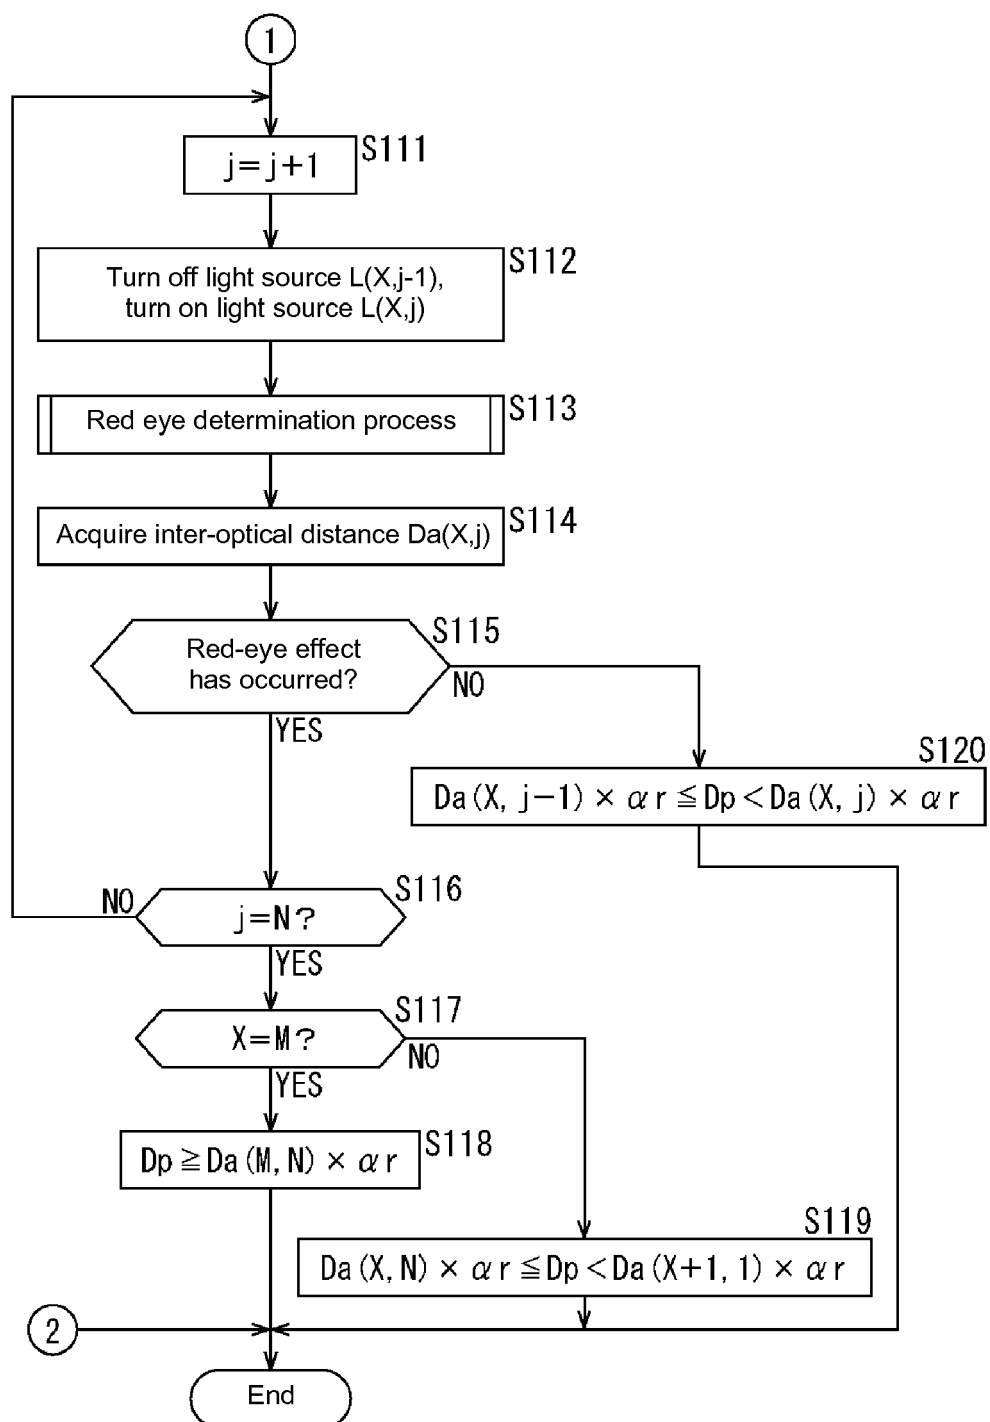 1
j=j+1
S111
Turn off light source L(X,j-1),
turn on light source L(X,j)
S112
Red eye determination process
S113
Acquire inter-optical distance Da(X,j)
S114
Red-eye effect
has occurred?
S115
NO
YES
S120
Da(X, j−1)×αr≦Dp<Da(X, j)×αr
NO
j=N?
S116
YES
X=M?
S117
NO
YES
Dp≧Da(M, N)×αr
S118
S119
Da(X, N)×αr≦Dp<Da(X+1, 1)×αr
2
End